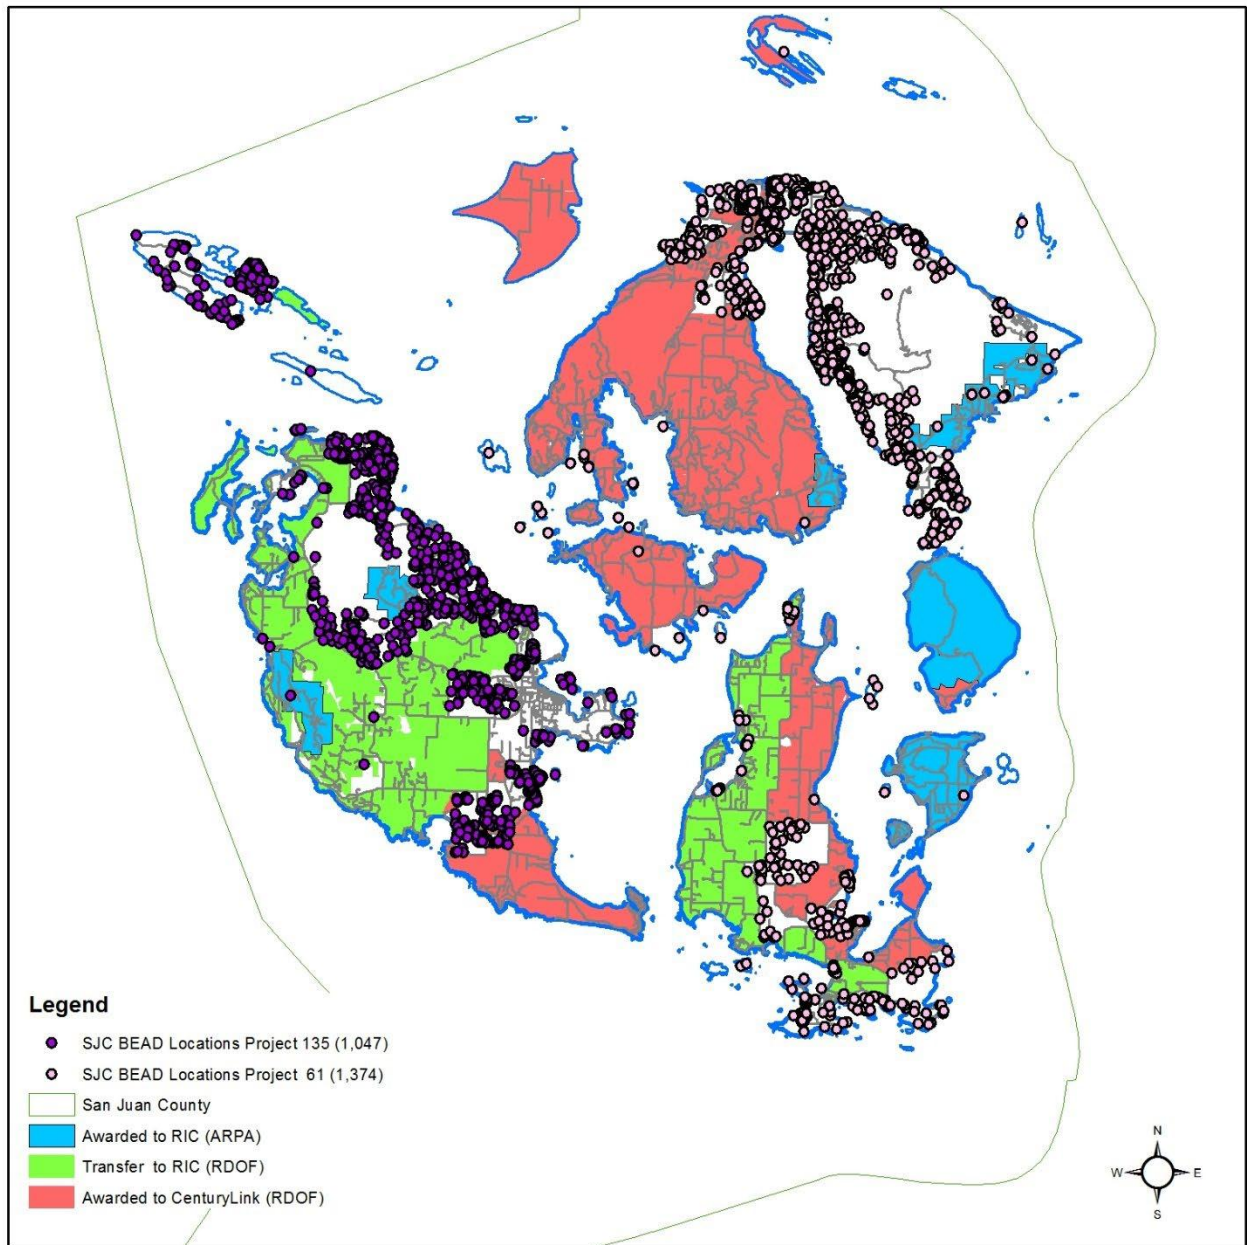 Legend
SJC BEAD Locations Project 135 (1,047)
SJC BEAD Locations Project 61 (1,374)
San Juan County
Awarded to RIC (ARPA)
Transfer to RIC (RDOF)
Awarded to CenturyLink (RDOF)
N
W E
S